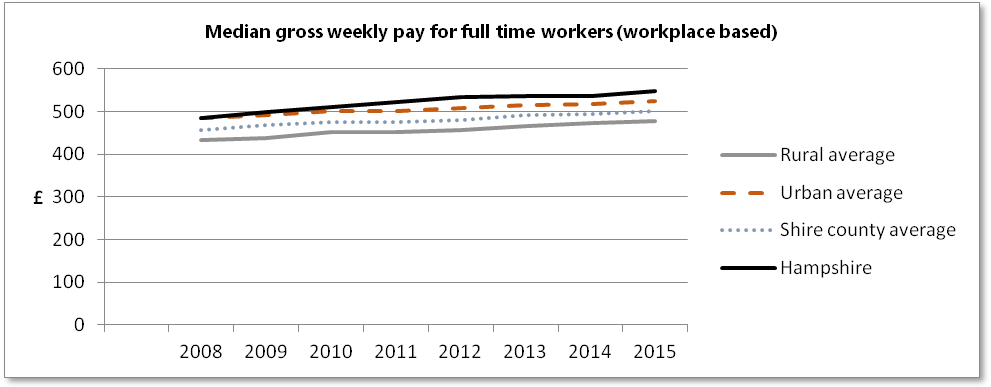 Median gross weekly pay for full time workers (workplace based)
600
500
400
£ 300
200
100
0
2008 2009 2010 2011 2012 2013 2014 2015
Rural average
Urban average
Shire county average
Hampshire